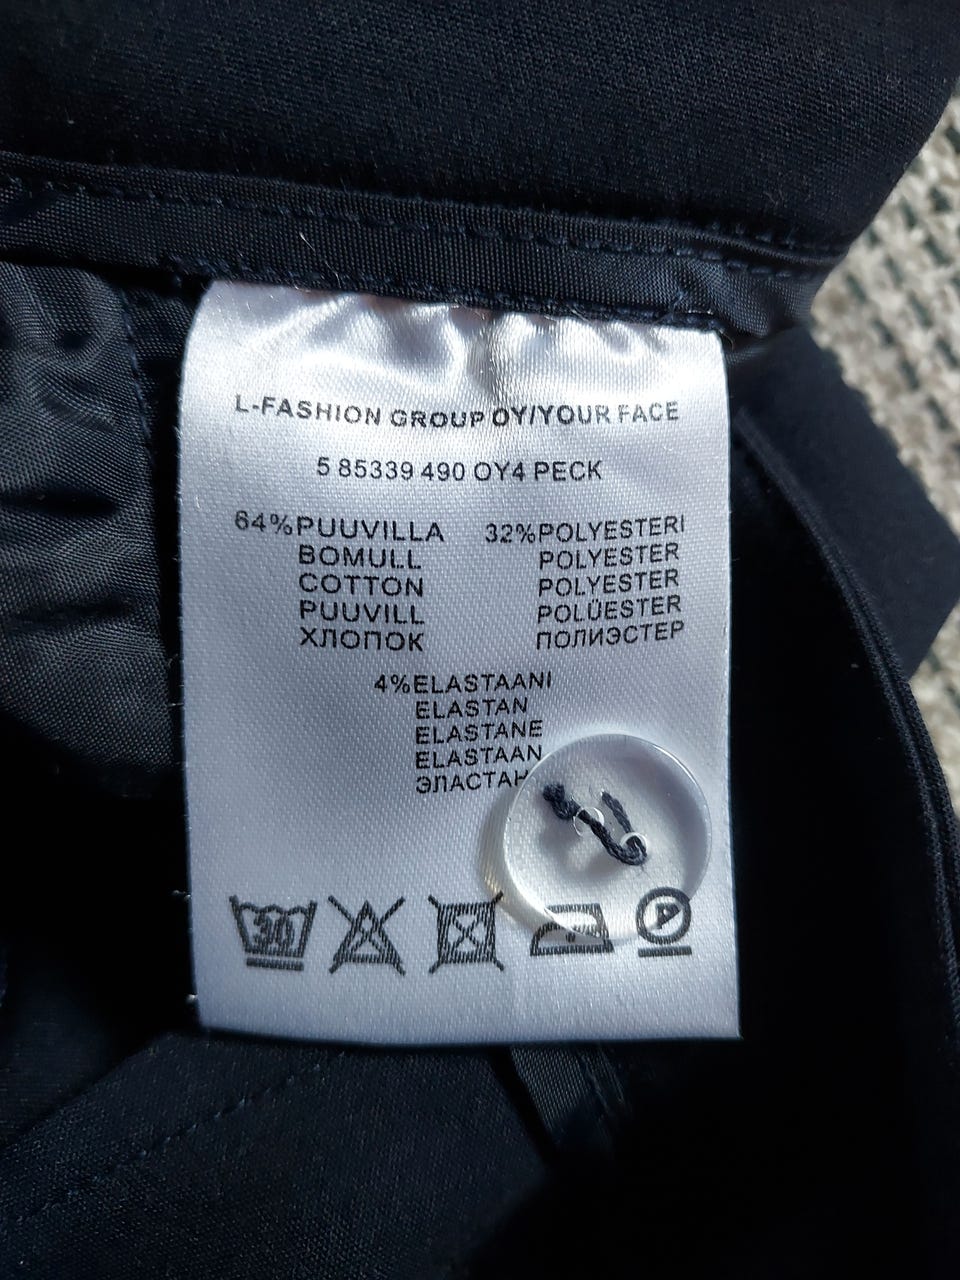 L-FASHION GROUP OY/YOUR FACE
5 85339 490 OY4 PECK
64%PUUVILLA 32%POLYESTERI
BOMULL POLYESTER
COTTON POLYESTER
PUUVILL POLÜESTER
ХЛОПОК ПОЛИЭСТЕР
4%ELASTAANI
ELASTAN
ELASTANE
ELASTAAN
ЭЛАСТАН
30 P